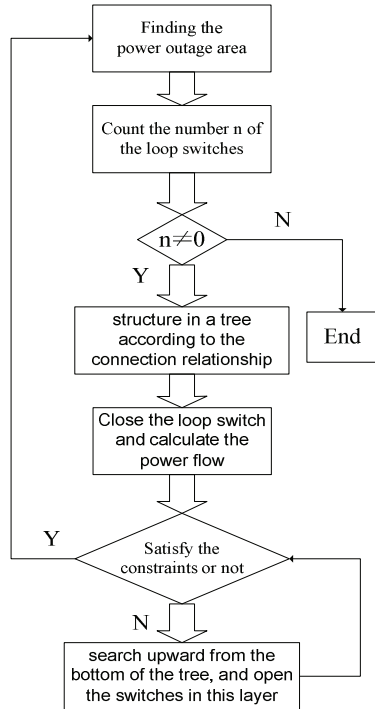 Finding the
power outage area
Count the number n of
the loop switches
n≠0
N
Y
structure in a tree
according to the
connection relationship
End
Close the loop switch
and calculate the
power flow
Y
Satisfy the
constraints or not
N
search upward from the
bottom of the tree, and open
the switches in this layer